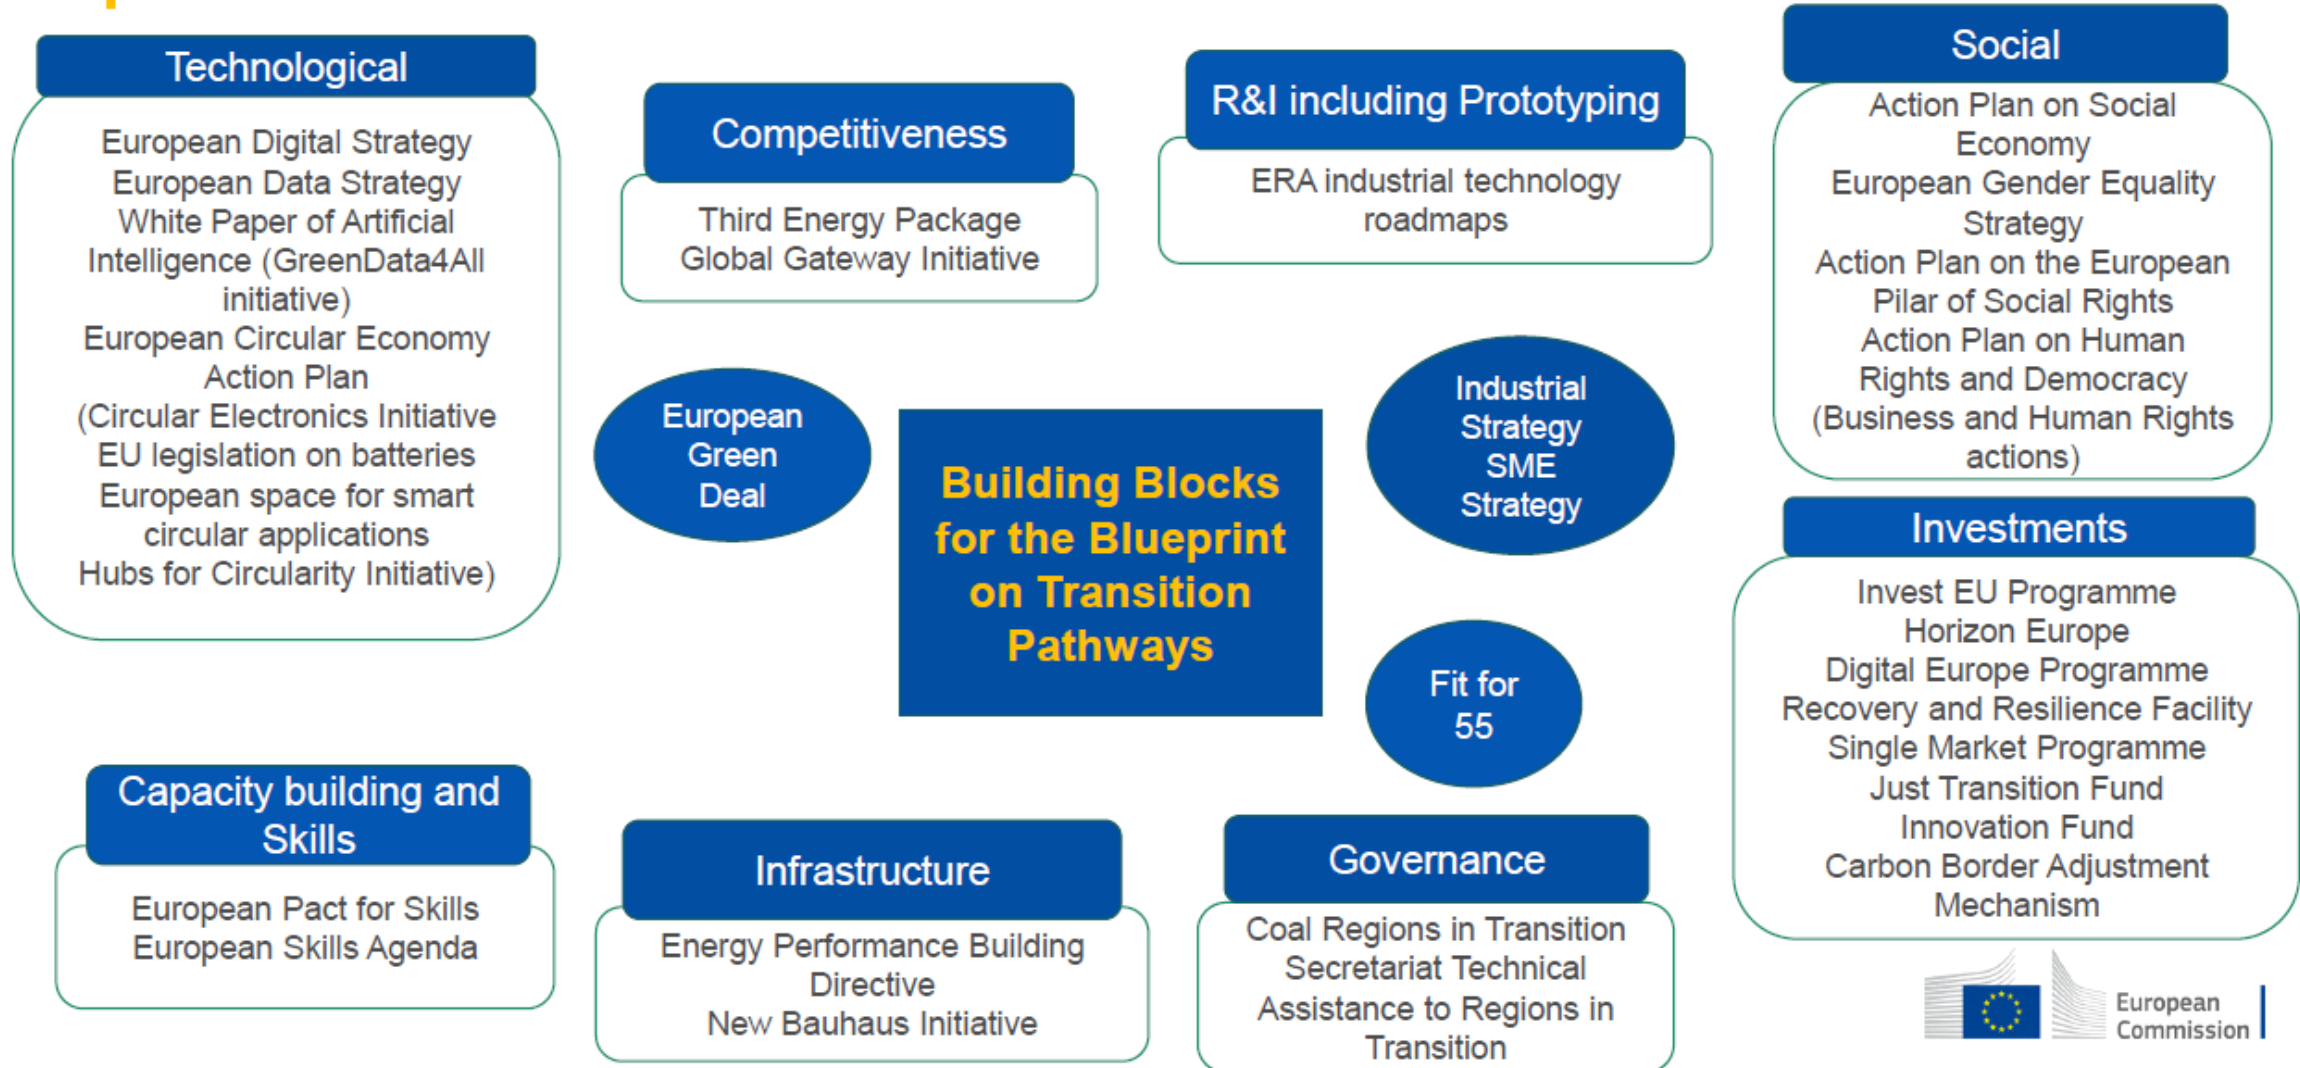 Technological
European Digital Strategy
European Data Strategy
White Paper of Artificial
Intelligence (GreenData4All
initiative)
European Circular Economy
Action Plan
(Circular Electronics Initiative
EU legislation on batteries
European space for smart
circular applications
Hubs for Circularity Initiative)
Competitiveness
Third Energy Package
Global Gateway Initiative
R&I including Prototyping
ERA industrial technology
roadmaps
Social
Action Plan on Social
Economy
European Gender Equality
Strategy
Action Plan on the European
Pilar of Social Rights
Action Plan on Human
Rights and Democracy
(Business and Human Rights
actions)
European
Green
Deal
Building Blocks
for the Blueprint
on Transition
Pathways
Industrial
Strategy
SME
Strategy
Fit for
55
Investments
Invest EU Programme
Horizon Europe
Digital Europe Programme
Recovery and Resilience Facility
Single Market Programme
Just Transition Fund
Innovation Fund
Carbon Border Adjustment
Mechanism
Capacity building and
Skills
European Pact for Skills
European Skills Agenda
Infrastructure
Energy Performance Building
Directive
New Bauhaus Initiative
Governance
Coal Regions in Transition
Secretariat Technical
Assistance to Regions in
Transition
European
Commission